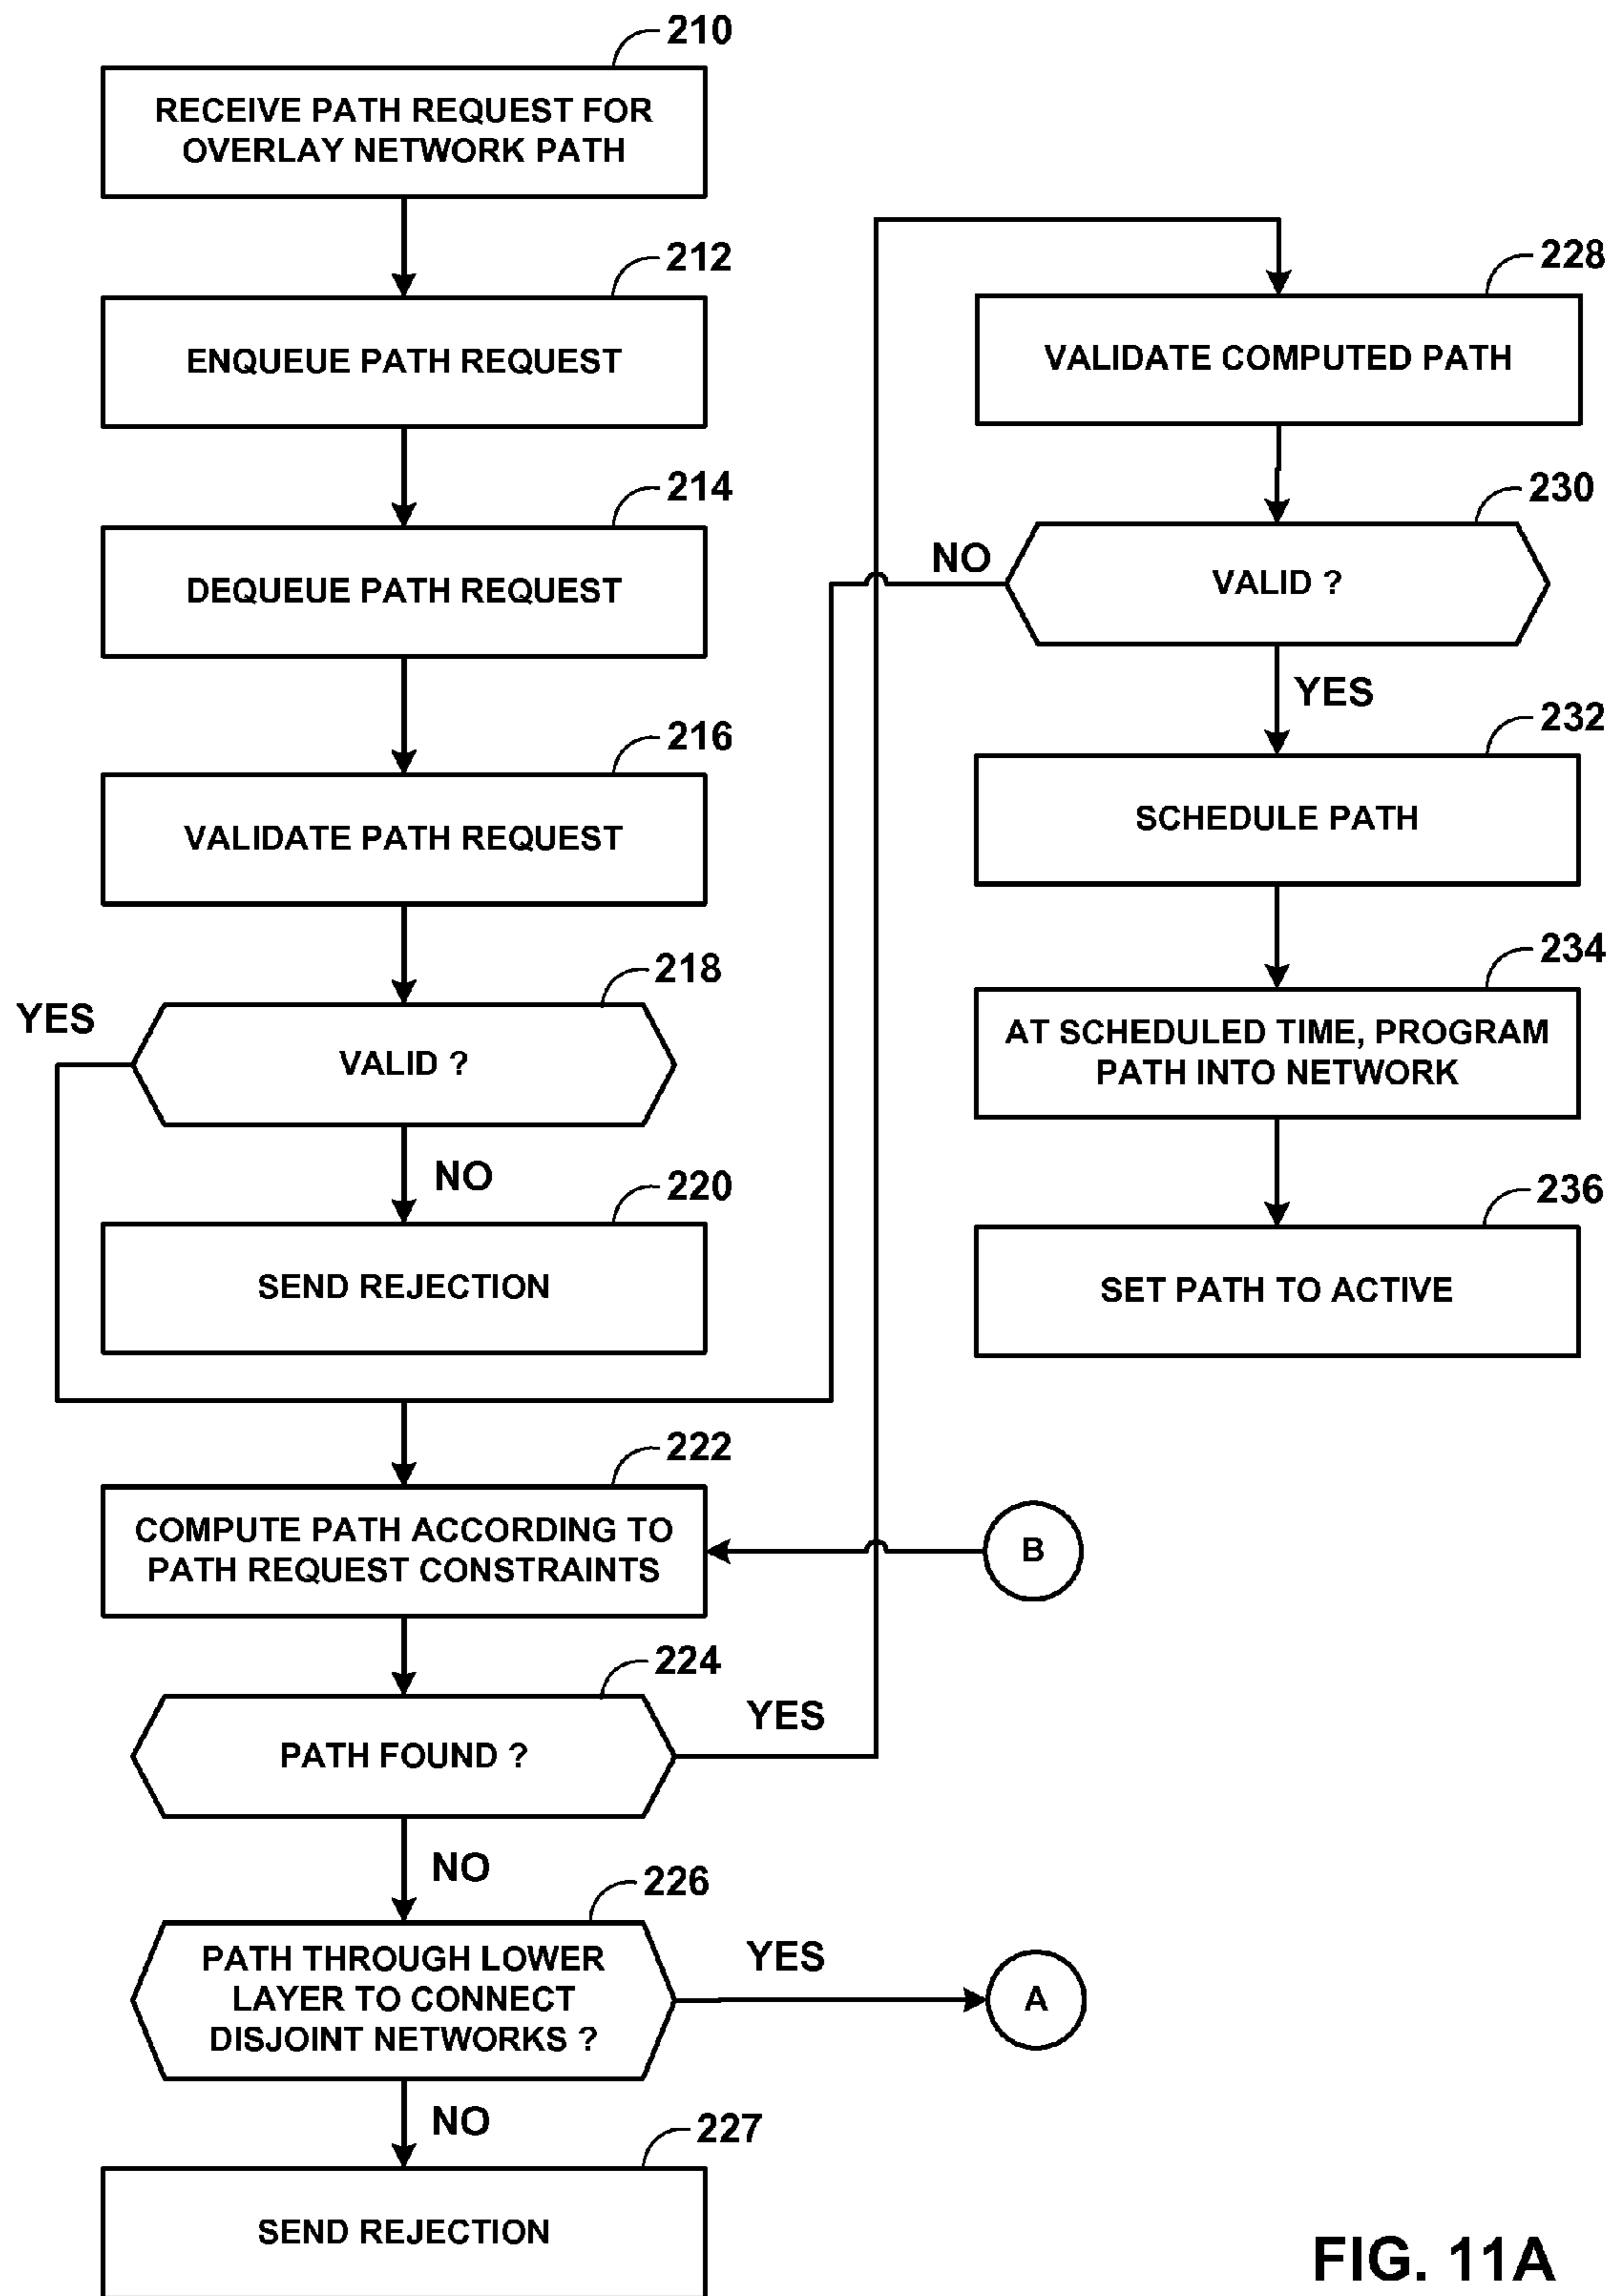 210
RECEIVE PATH REQUEST FOR
OVERLAY NETWORK PATH
212
ENQUEUE PATH REQUEST
214
DEQUEUE PATH REQUEST
216
VALIDATE PATH REQUEST
218
YES
VALID ?
NO
220
SEND REJECTION
222
COMPUTE PATH ACCORDING TO
PATH REQUEST CONSTRAINTS
B
224
YES
PATH FOUND ?
NO
226
PATH THROUGH LOWER
LAYER TO CONNECT
DISJOINT NETWORKS ?
YES
A
NO
227
SEND REJECTION
228
VALIDATE COMPUTED PATH
230
NO
VALID ?
YES
232
SCHEDULE PATH
234
AT SCHEDULED TIME, PROGRAM
PATH INTO NETWORK
236
SET PATH TO ACTIVE
FIG. 11A